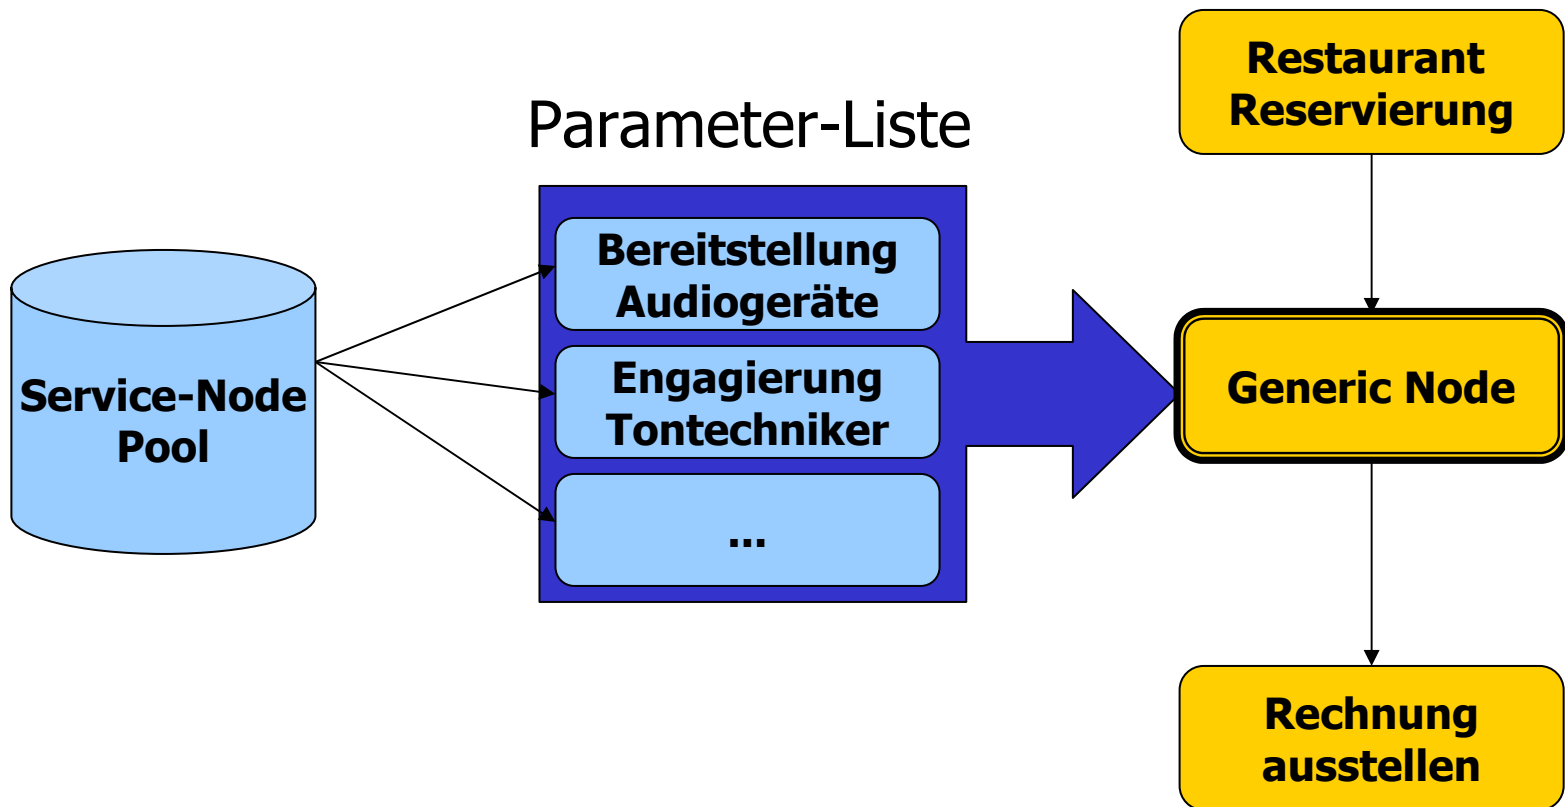 Parameter-Liste
Service-Node
Pool
Bereitstellung
Audiogeräte
Engagierung
Tontechniker
...
Restaurant
Reservierung
Generic Node
Rechnung
ausstellen